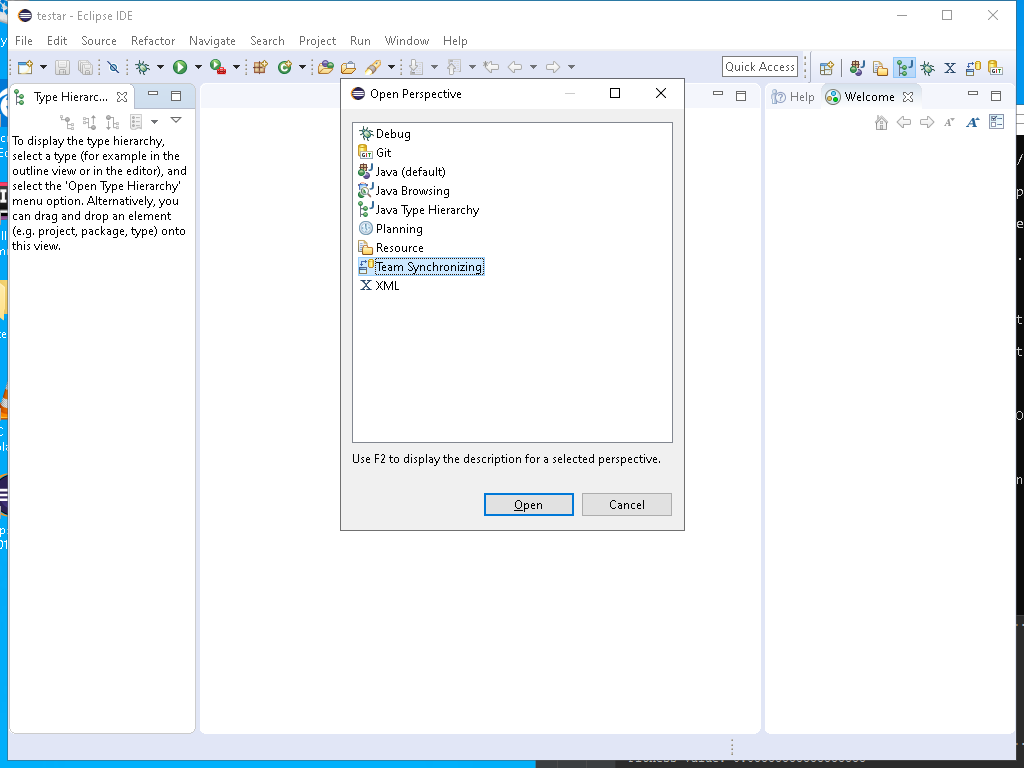 testar - Eclipse IDE
File Edit Source Refactor Navigate Search Project Run Window Help
Quick Access
Type Hierarc...
Open Perspective
Help
Welcome
To display the type hierarchy,
select a type (for example in the
outline view or in the editor), and
select the 'Open Type Hierarchy'
menu option. Alternatively, you
can drag and drop an element
(e.g. project, package, type) onto
this view.
Debug
Git
Java (default)
Java Browsing
Java Type Hierarchy
Planning
Resource
Team Synchronizing
XML
Use F2 to display the description for a selected perspective.
Open
Cancel